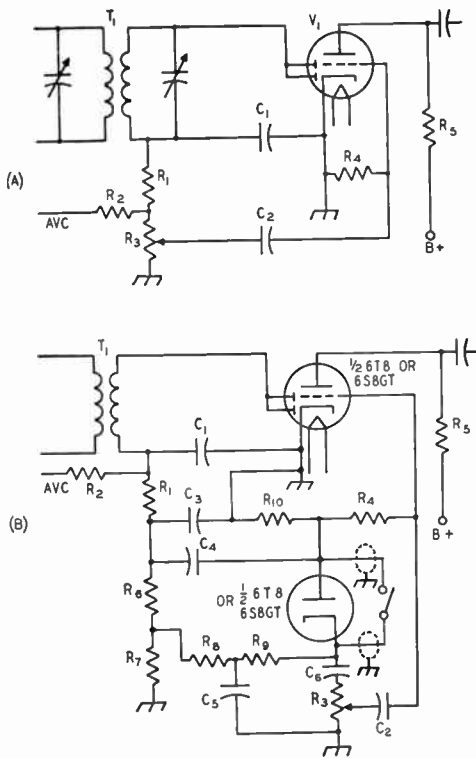 T1
V1
C1
R5
(A)
R1
R4
R2
C2
AVC
R3
B+
T1
½ 6T8 OR
6S8GT
C1
R5
AVC
R2
R1
C3
R10
R4
B+
(B)
C4
OR ½ 6T8
6S8GT
R6
R8
R9
R7
C6
C5
R3
C2